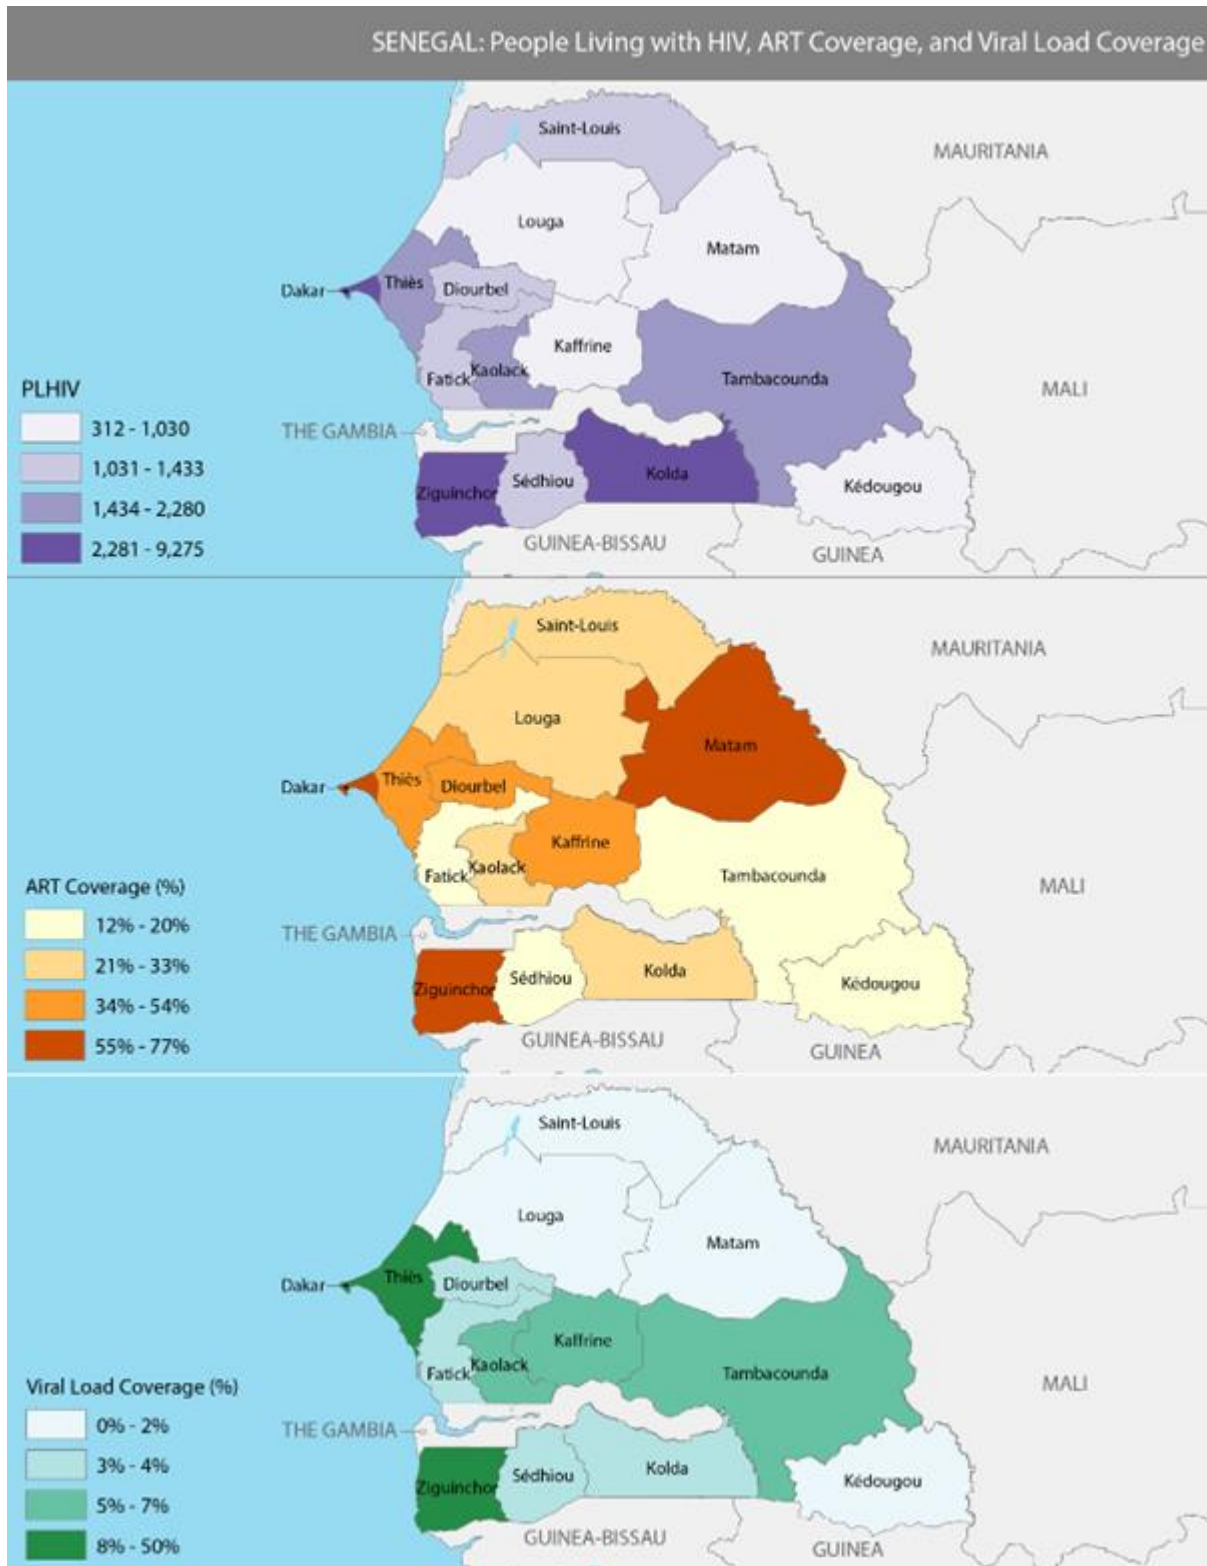 SENEGAL: People Living with HIV, ART Coverage, and Viral Load Coverage
Saint-Louis
MAURITANIA
Louga
Matam
Dakar
Thiès
Diourbel
Kaffrine
Fatick
Kaolack
Tambacounda
MALI
PLHIV
312 - 1,030
1,031 - 1,433
1,434 - 2,280
2,281 - 9,275
THE GAMBIA
Ziguinchor
Sédhiou
Kolda
Kédougou
GUINEA-BISSAU
GUINEA
Saint-Louis
MAURITANIA
Louga
Matam
Dakar
Thiès
Diourbel
Kaffrine
Fatick
Kaolack
Tambacounda
MALI
ART Coverage (%)
12% - 20%
21% - 33%
34% - 54%
55% - 77%
THE GAMBIA
Ziguinchor
Sédhiou
Kolda
Kédougou
GUINEA-BISSAU
GUINEA
Saint-Louis
MAURITANIA
Louga
Matam
Dakar
Thiès
Diourbel
Kaffrine
Fatick
Kaolack
Tambacounda
MALI
Viral Load Coverage (%)
0% - 2%
3% - 4%
5% - 7%
8% - 50%
THE GAMBIA
Ziguinchor
Sédhiou
Kolda
Kédougou
GUINEA-BISSAU
GUINEA